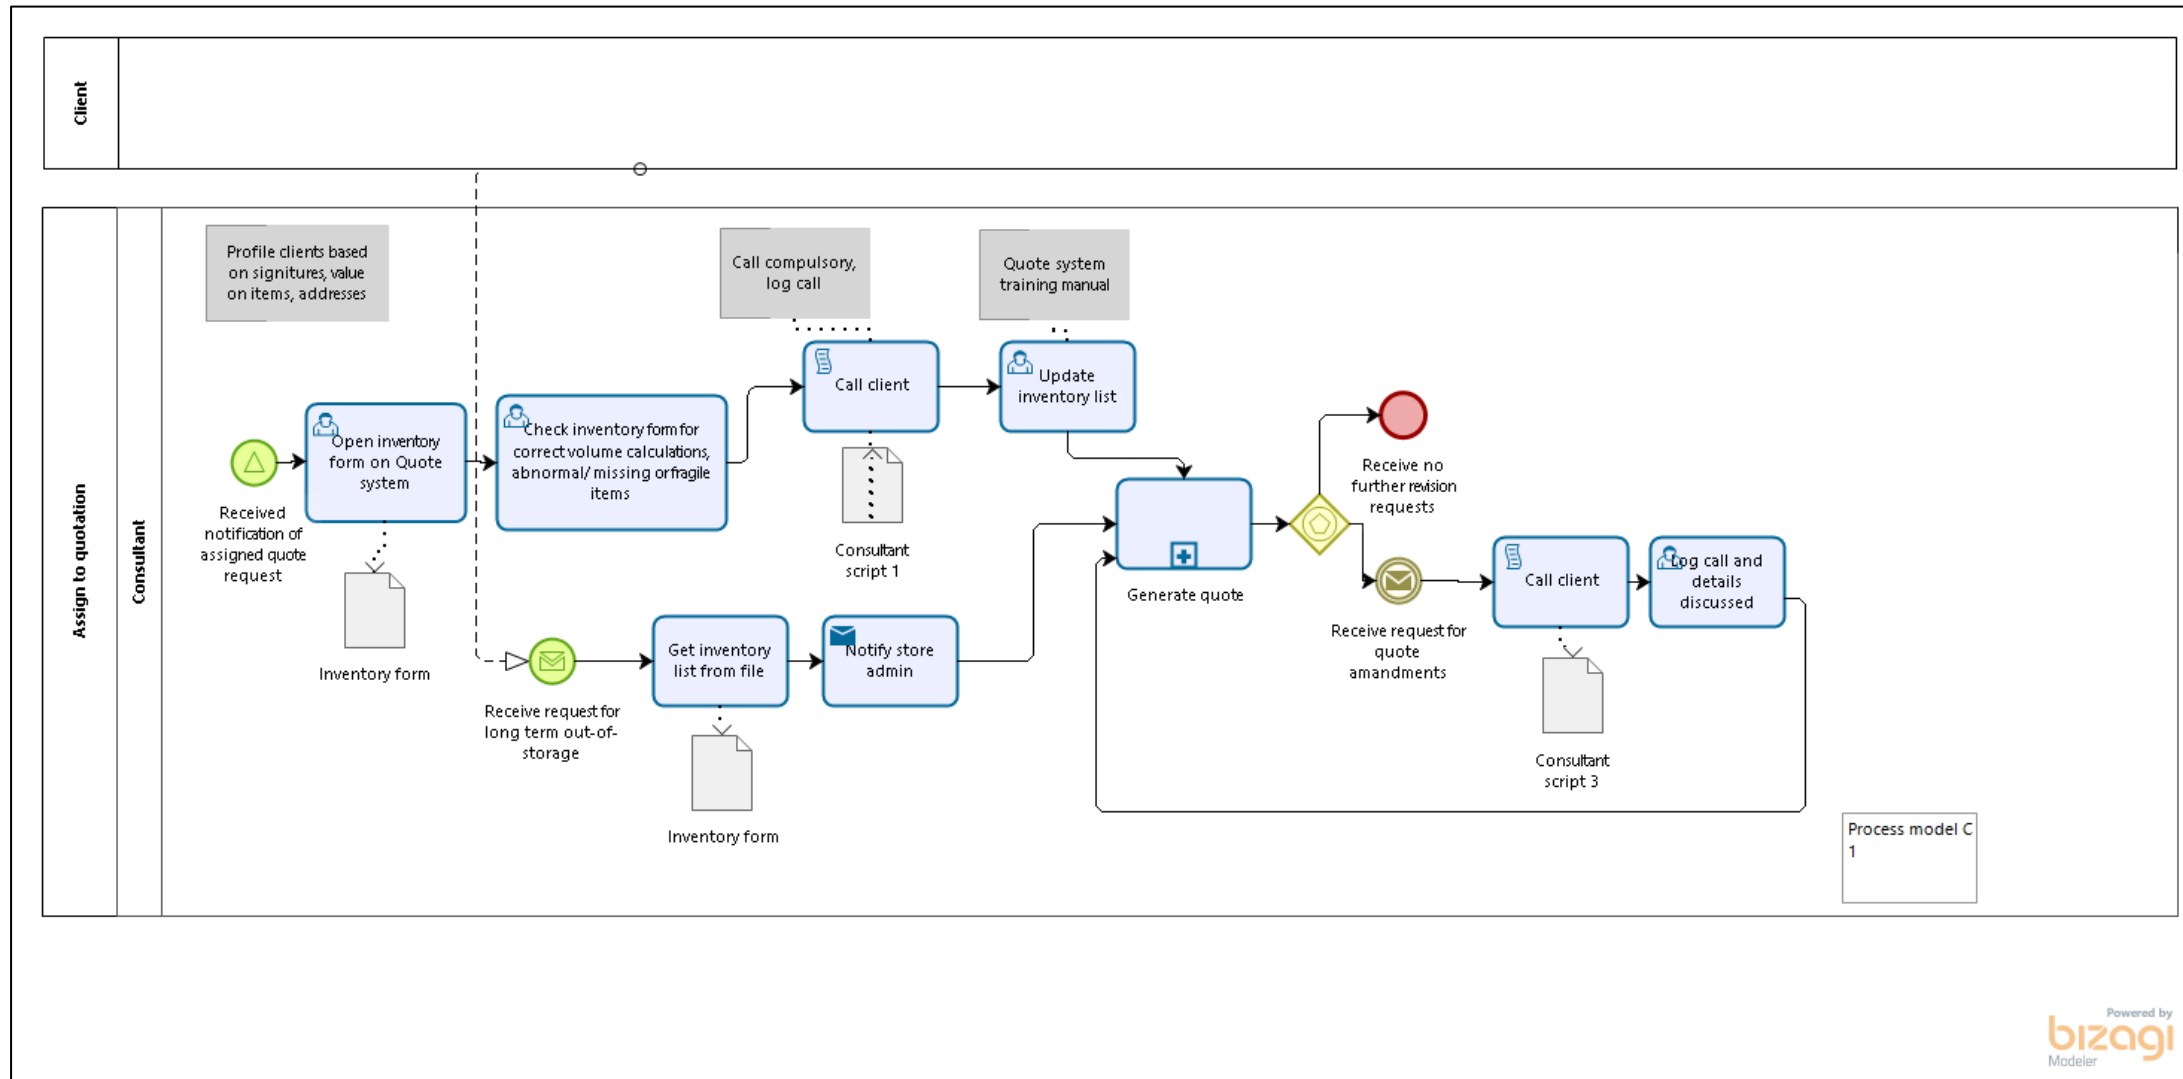 Client
Assign to quotation
Consultant
Profile clients based
on signitures, value
on items, addresses
Call compulsory,
log call
Quote system
training manual
Received
notification of
assigned quote
request
Open inventory
form on Quote
system
Inventory form
Check inventory form for
correct volume calculations,
abnormal/ missing orfragile
items
Call client
Consultant
script 1
Update
inventory list
Receive request for
long term out-of-
storage
Get inventory
list from file
Inventory form
Notify store
admin
Generate quote
Receive no
further revision
requests
Receive request for
quote
amandments
Call client
Consultant
script 3
Log call and
details
discussed
Process model C
1
Powered by
bizagi
Modeler